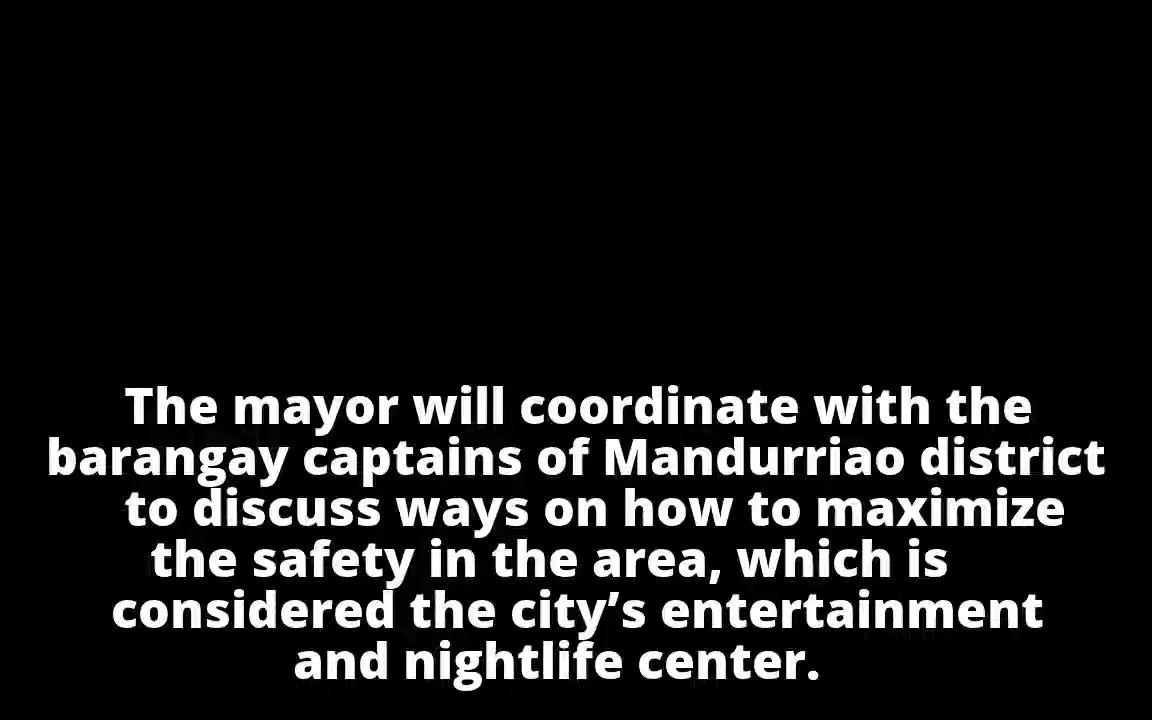 The mayor will coordinate with the
barangay captains of Mandurriao district
to discuss ways on how to maximize
the safety in the area, which is
considered the city’s entertainment
and nightlife center.